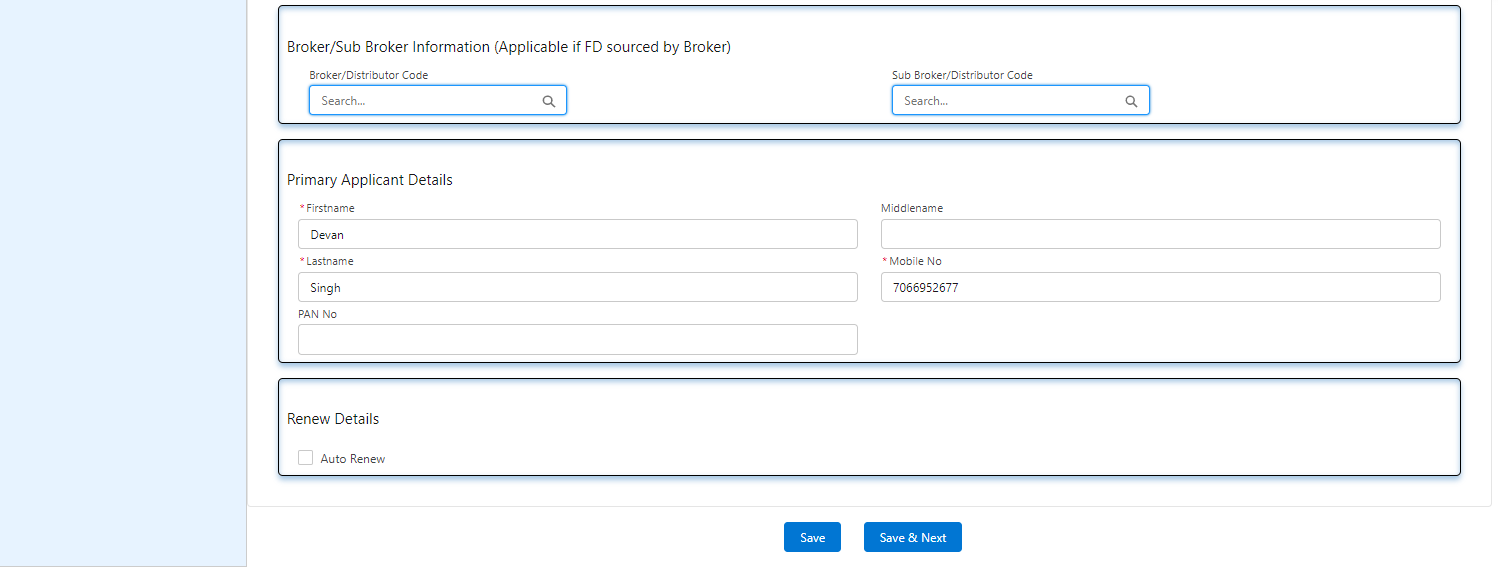 Broker/Sub Broker Information (Applicable if FD sourced by Broker)
Broker/Distributor Code
Sub Broker/Distributor Code
Search...
Search...
Primary Applicant Details
*Firstname
Middlename
Devan
*Lastname
*Mobile No
Singh
7066952677
PAN No
Renew Details
Auto Renew
Save
Save & Next